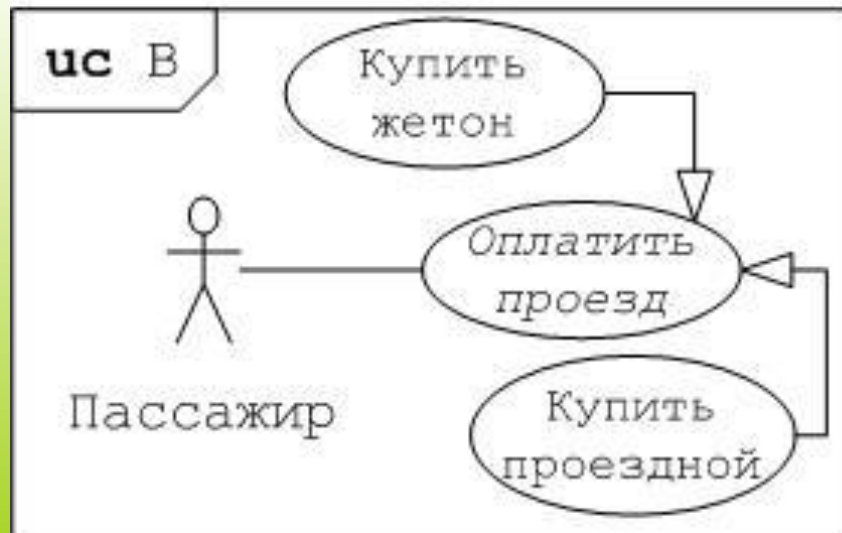 uc В
Купить
жетон
Оплатить
проезд
Пассажир
Купить
проездной